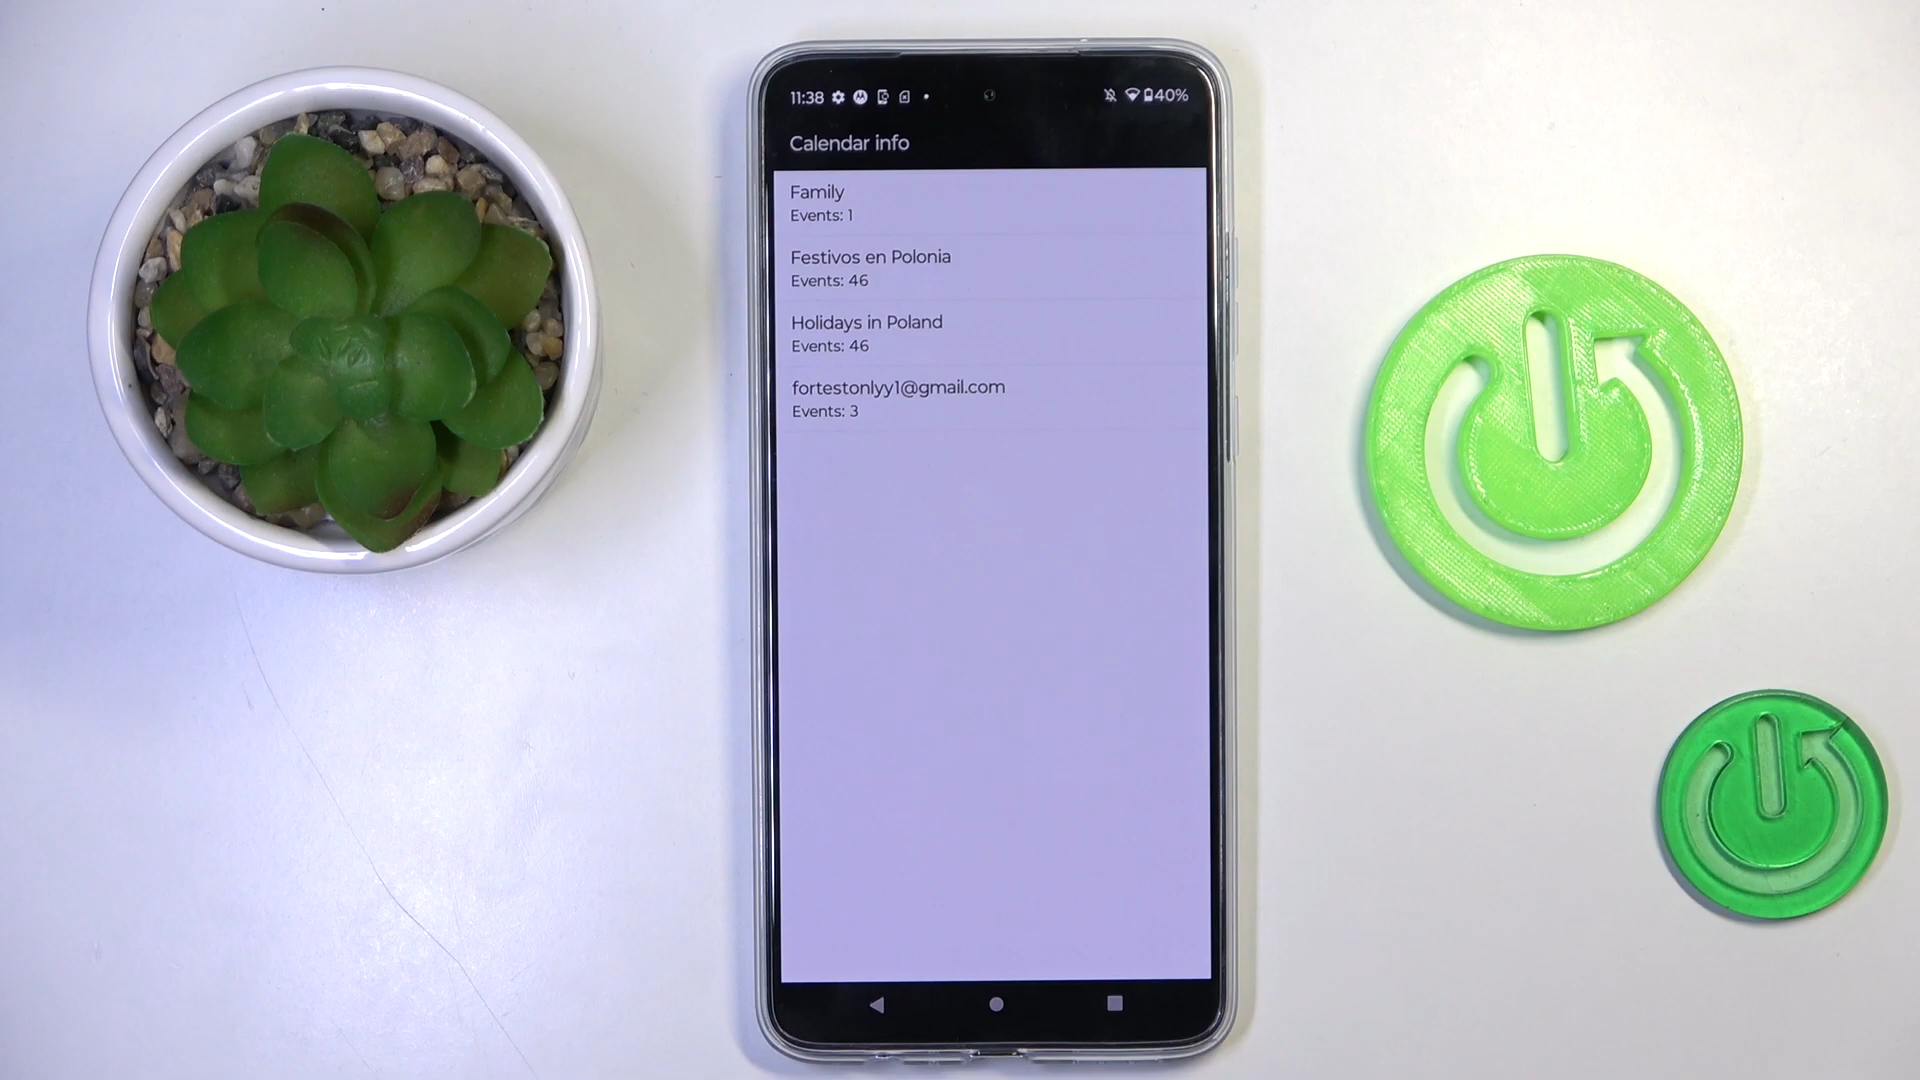 11:38
40%
Calendar info
Family
Events: 1
Festivos en Polonia
Events: 46
Holidays in Poland
Events: 46
fortestonlyy1@gmail.com
Events: 3